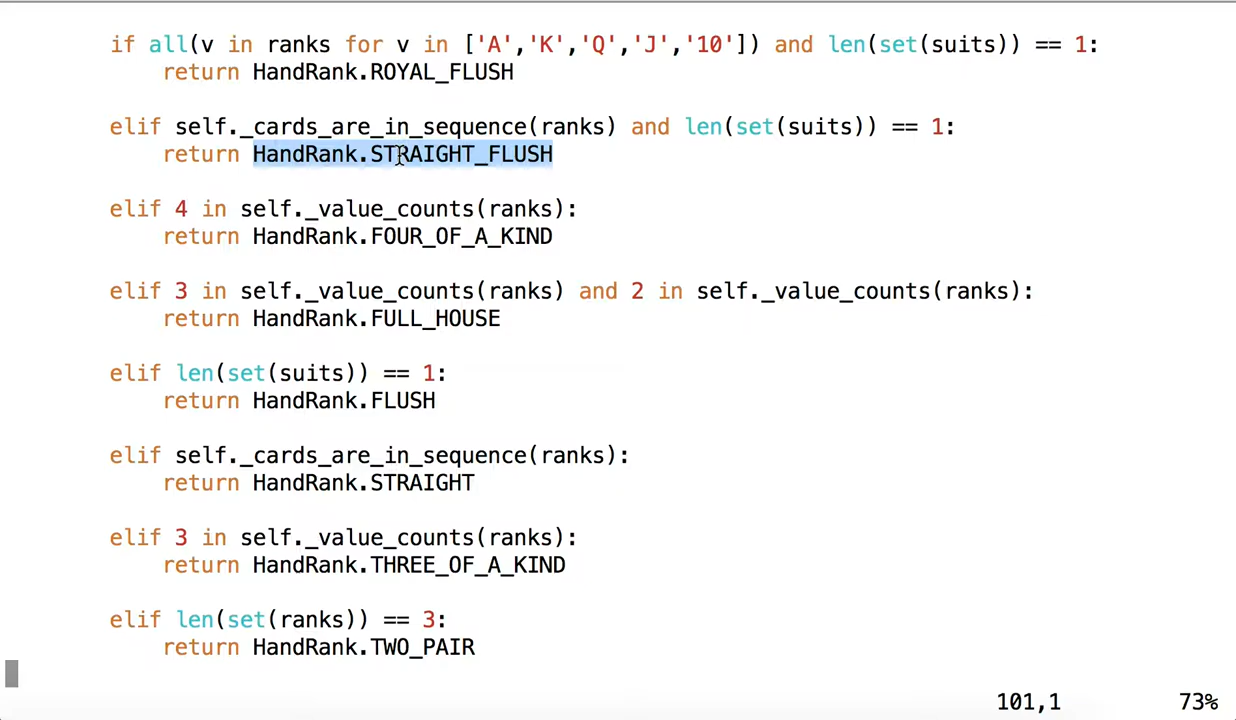 if all(v in ranks for v in ['A','K','Q','J','10']) and len(set(suits)) == 1:
return HandRank.ROYAL_FLUSH
elif self._cards_are_in_sequence(ranks) and len(set(suits)) == 1:
return HandRank.STRAIGHT_FLUSH
elif 4 in self._value_counts(ranks):
return HandRank.FOUR_OF_A_KIND
elif 3 in self._value_counts(ranks) and 2 in self._value_counts(ranks):
return HandRank.FULL_HOUSE
elif len(set(suits)) == 1:
return HandRank.FLUSH
elif self._cards_are_in_sequence(ranks):
return HandRank.STRAIGHT
elif 3 in self._value_counts(ranks):
return HandRank.THREE_OF_A_KIND
elif len(set(ranks)) == 3:
return HandRank.TWO_PAIR
101,1 73%